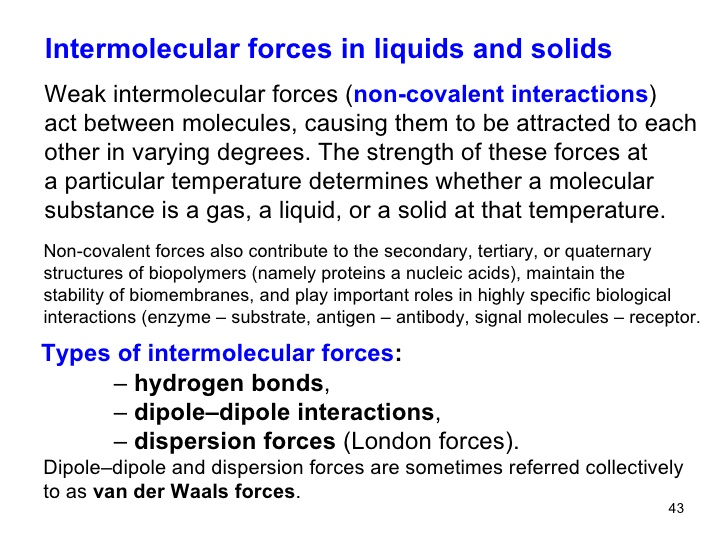 Intermolecular forces in liquids and solids
Weak intermolecular forces (non-covalent interactions)
act between molecules, causing them to be attracted to each
other in varying degrees. The strength of these forces at
a particular temperature determines whether a molecular
substance is a gas, a liquid, or a solid at that temperature.
Non-covalent forces also contribute to the secondary, tertiary, or quaternary
structures of biopolymers (namely proteins a nucleic acids), maintain the
stability of biomembranes, and play important roles in highly specific biological
interactions (enzyme – substrate, antigen – antibody, signal molecules – receptor.
Types of intermolecular forces:
– hydrogen bonds,
– dipole–dipole interactions,
– dispersion forces (London forces).
Dipole–dipole and dispersion forces are sometimes referred collectively
to as van der Waals forces.
43